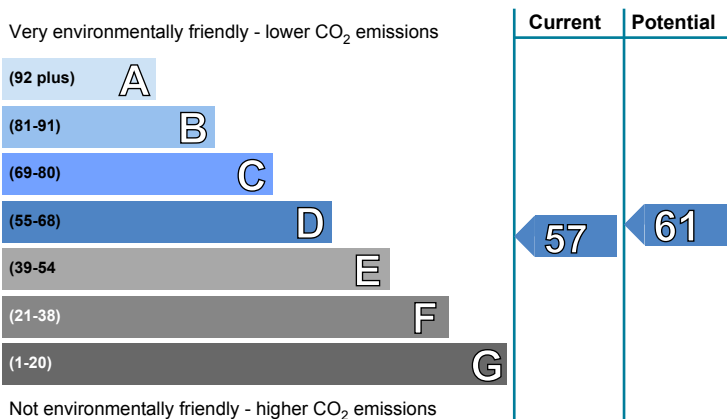 Very environmentally friendly - lower CO2 emissions
Current
Potential
(92 plus) A
(81-91) B
(69-80) C
(55-68) D
57
61
(39-54 E
(21-38) F
(1-20) G
Not environmentally friendly - higher CO2 emissions